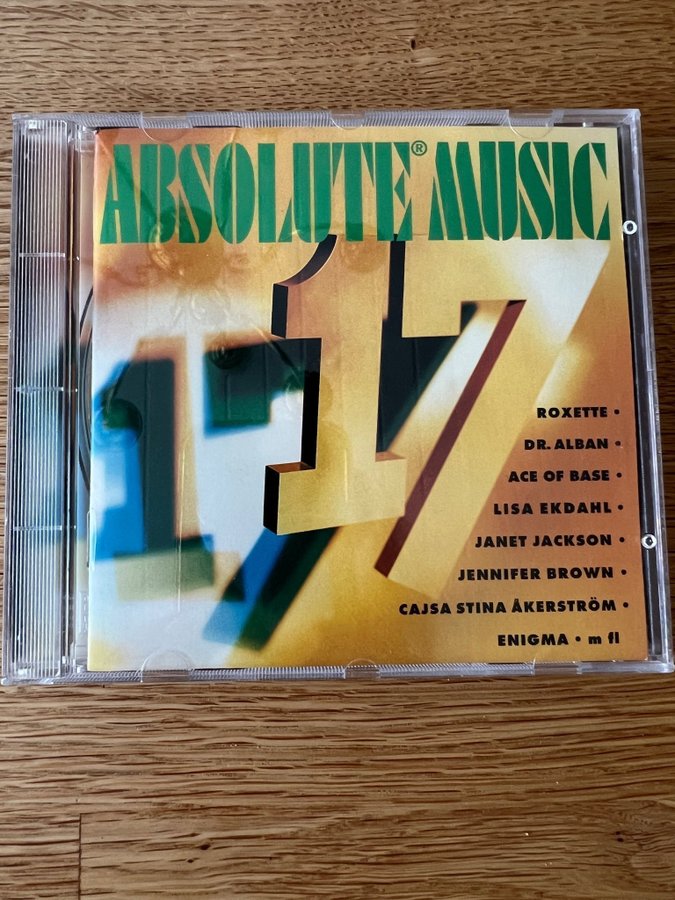 ABSOLUTE® MUSIC
17
ROXETTE •
DR. ALBAN •
ACE OF BASE •
LISA EKDAHL •
JANET JACKSON •
JENNIFER BROWN •
CAJSA STINA ÅKERSTRÖM •
ENIGMA • m fl